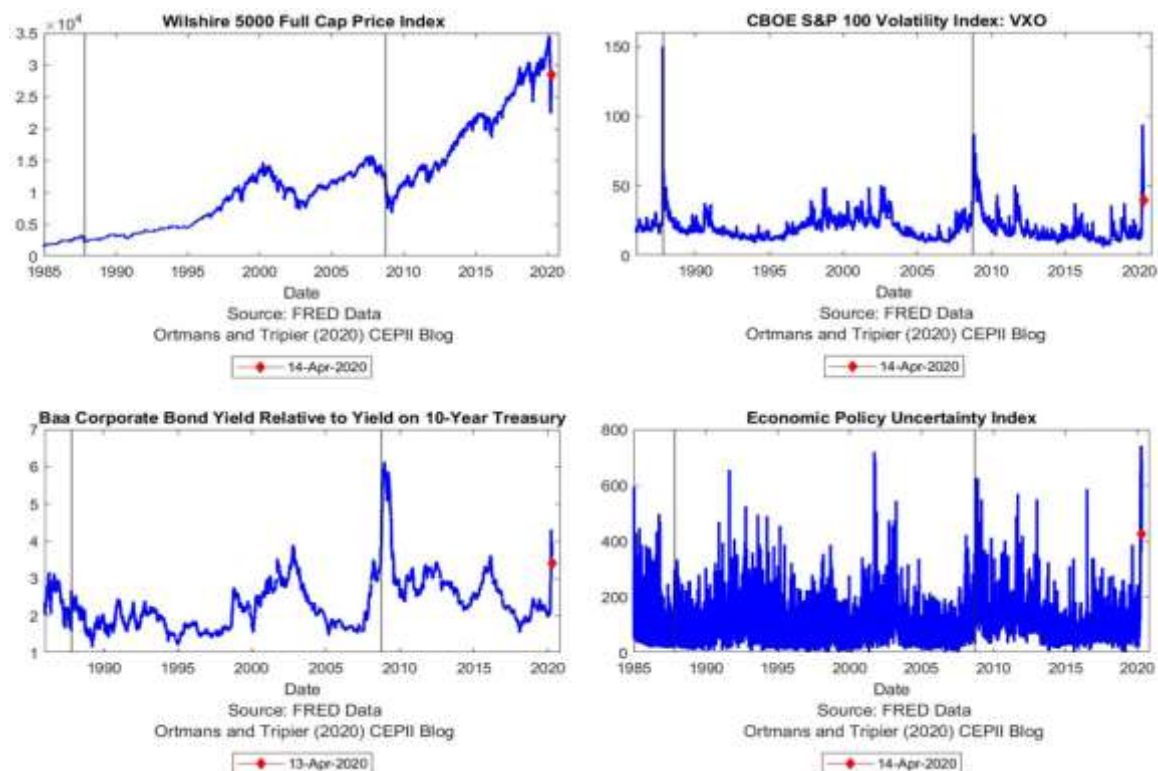 Wilshire 5000 Full Cap Price Index
×10⁴
3.5
3
2.5
2
1.5
1
0.5
0
1985 1990 1995 2000 2005 2010 2015 2020
Date
Source: FRED Data
Ortmans and Tripier (2020) CEPII Blog
14-Apr-2020
CBOE S&P 100 Volatility Index: VXO
150
100
50
0
1990 1995 2000 2005 2010 2015 2020
Date
Source: FRED Data
Ortmans and Tripier (2020) CEPII Blog
14-Apr-2020
Baa Corporate Bond Yield Relative to Yield on 10-Year Treasury
7
6
5
4
3
2
1
1990 1995 2000 2005 2010 2015 2020
Date
Source: FRED Data
Ortmans and Tripier (2020) CEPII Blog
13-Apr-2020
Economic Policy Uncertainty Index
800
600
400
200
0
1985 1990 1995 2000 2005 2010 2015 2020
Date
Source: FRED Data
Ortmans and Tripier (2020) CEPII Blog
14-Apr-2020